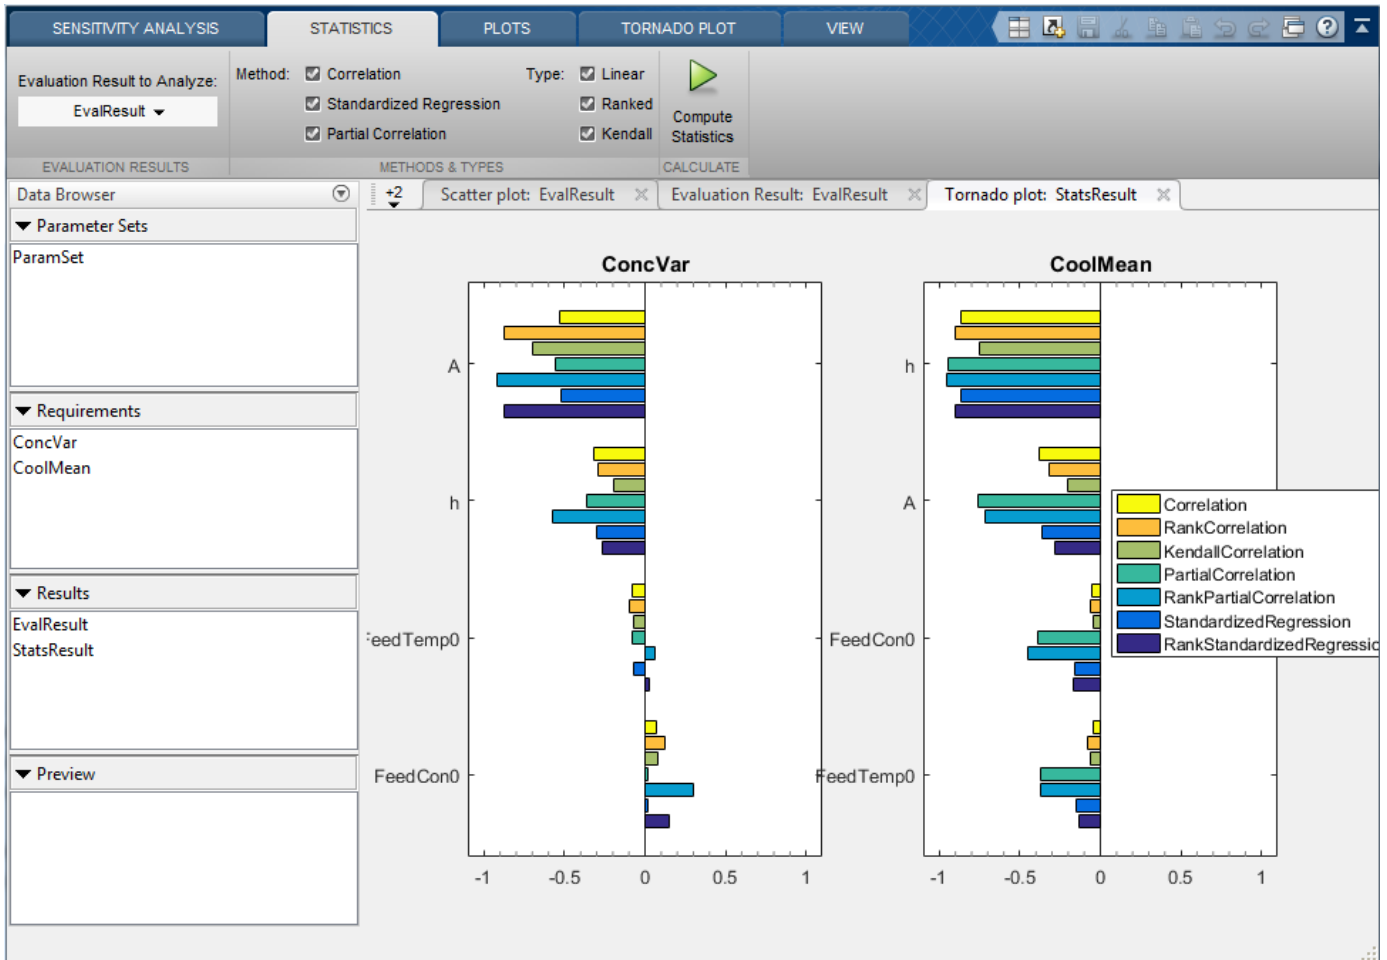 SENSITIVITY ANALYSIS STATISTICS PLOTS TORNADO PLOT VIEW
Evaluation Result to Analyze:
EvalResult
EVALUATION RESULTS
Method: Correlation
Standardized Regression
Partial Correlation
Type: Linear
Ranked
Kendall
METHODS & TYPES
Compute
Statistics
CALCULATE
Data Browser
Parameter Sets
ParamSet
Requirements
ConcVar
CoolMean
Results
EvalResult
StatsResult
Preview
+2 Scatter plot: EvalResult Evaluation Result: EvalResult Tornado plot: StatsResult
ConcVar
A
h
FeedTemp0
FeedCon0
-1 -0.5 0 0.5 1
CoolMean
h
A
FeedCon0
FeedTemp0
-1 -0.5 0 0.5 1
Correlation
RankCorrelation
KendallCorrelation
PartialCorrelation
RankPartialCorrelation
StandardizedRegression
RankStandardizedRegressic